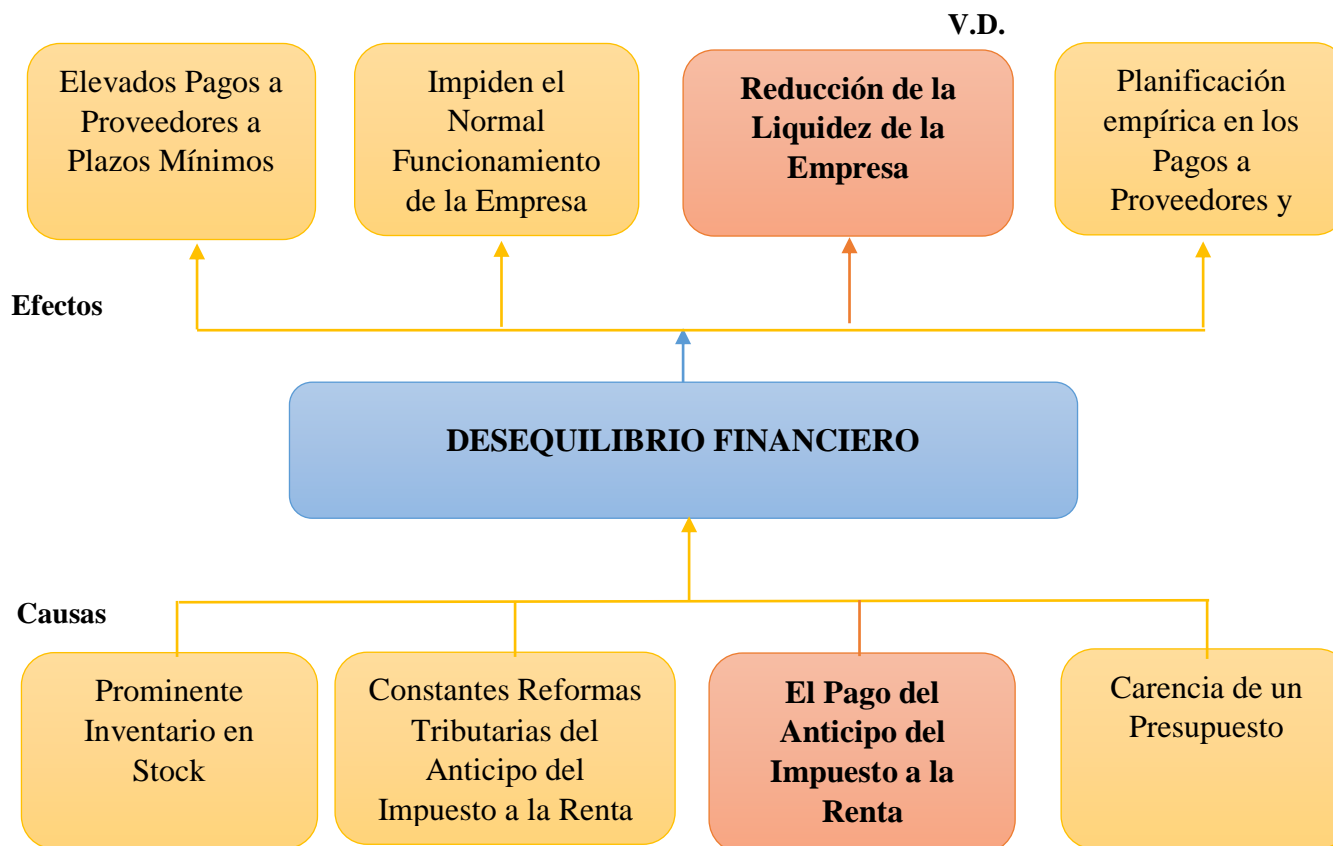 V.D.
Elevados Pagos a
Proveedores a
Plazos Mínimos
Impiden el
Normal
Funcionamiento
de la Empresa
Reducción de la
Liquidez de la
Empresa
Planificación
empírica en los
Pagos a
Proveedores y
Efectos
DESEQUILIBRIO FINANCIERO
Causas
Prominente
Inventario en
Stock
Constantes Reformas
Tributarias del
Anticipo del
Impuesto a la Renta
El Pago del
Anticipo del
Impuesto a la
Renta
Carencia de un
Presupuesto